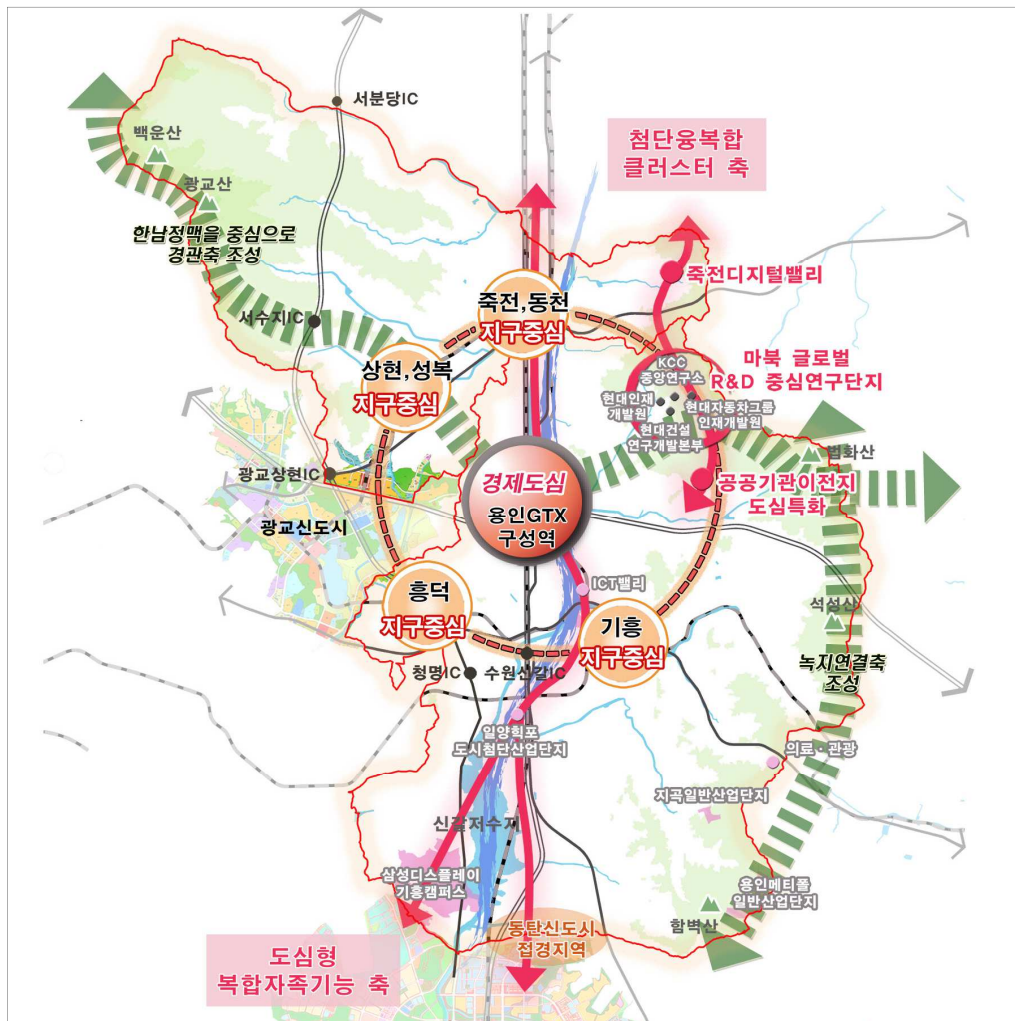 서분당IC
백운산
광교산
한남정맥을 중심으로
경관축 조성
서수지IC
첨단융복합
클러스터 축
죽전디지털밸리
죽전,동천
지구중심
상현,성복
지구중심
마북 글로벌
R&D 중심연구단지
KCC
중앙연구소
현대인재
개발원
현대자동차그룹
인재개발원
현대건설
연구개발본부
법화산
공공기관이전지
도심특화
광교상현IC
광교신도시
경제도심
용인GTX
구성역
ICT밸리
흥덕
지구중심
기흥
지구중심
청명IC
수원신갈IC
석성산
녹지연결축
조성
일양히포
도시첨단산업단지
의료·관광
지곡일반산업단지
신갈저수지
삼성디스플레이
기흥캠퍼스
용인메티폴
일반산업단지
함벽산
동탄신도시
접경지역
도심형
복합자족기능 축